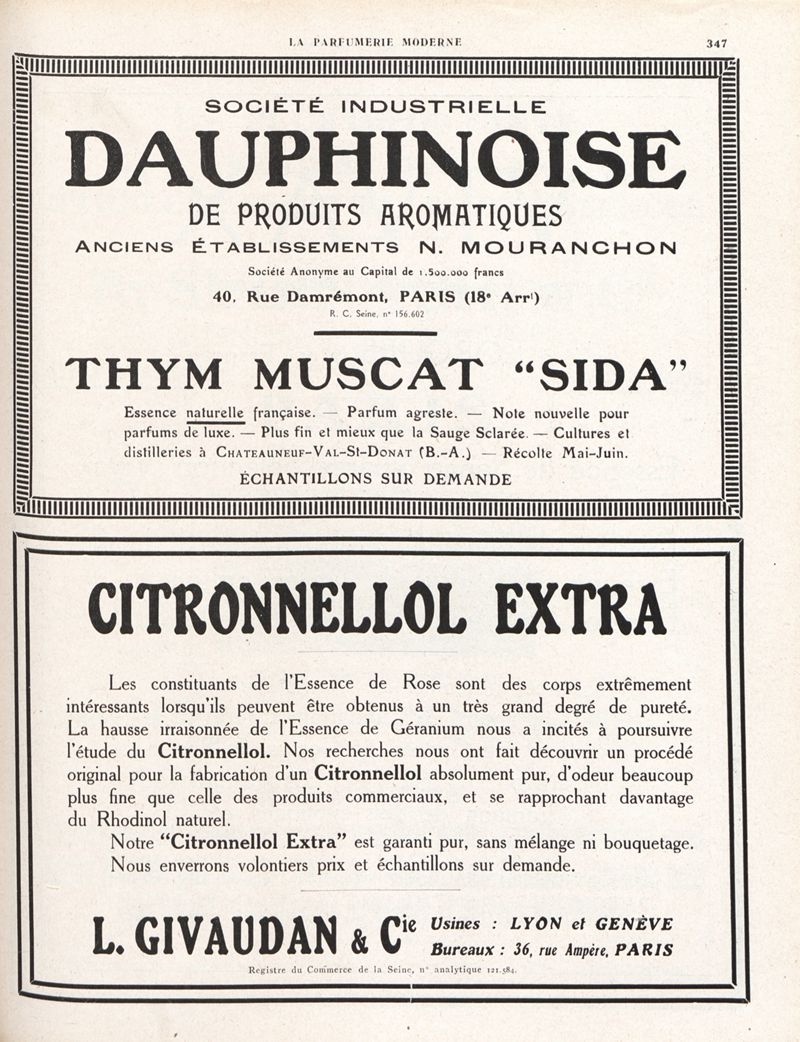 LA PARFUMERIE MODERNE 347
SOCIÉTÉ INDUSTRIELLE
DAUPHINOISE
DE PRODUITS AROMATIQUES
ANCIENS ÉTABLISSEMENTS N. MOURANCHON
Société Anonyme au Capital de 1.500.000 francs
40, Rue Damrémont, PARIS (18e Arrt)
R. C. Seine, n° 156.602
THYM MUSCAT “SIDA”
Essence naturelle française. — Parfum agreste. — Note nouvelle pour
parfums de luxe. — Plus fin et mieux que la Sauge Sclarée. — Cultures et
distilleries à CHATEAUNEUF-VAL-St-DONAT (B.-A.) — Récolte Mai-Juin.
ÉCHANTILLONS SUR DEMANDE
CITRONNELLOL EXTRA
Les constituants de l'Essence de Rose sont des corps extrêmement
intéressants lorsqu'ils peuvent être obtenus à un très grand degré de pureté.
La hausse irraisonnée de l'Essence de Géranium nous a incités à poursuivre
l'étude du Citronnellol. Nos recherches nous ont fait découvrir un procédé
original pour la fabrication d'un Citronnellol absolument pur, d'odeur beaucoup
plus fine que celle des produits commerciaux, et se rapprochant davantage
du Rhodinol naturel.
Notre “Citronnellol Extra” est garanti pur, sans mélange ni bouquetage.
Nous enverrons volontiers prix et échantillons sur demande.
L. GIVAUDAN & Cie Usines : LYON et GENÈVE
Bureaux : 36, rue Ampère, PARIS
Registre du Commerce de la Seine, n° analytique 121.584.